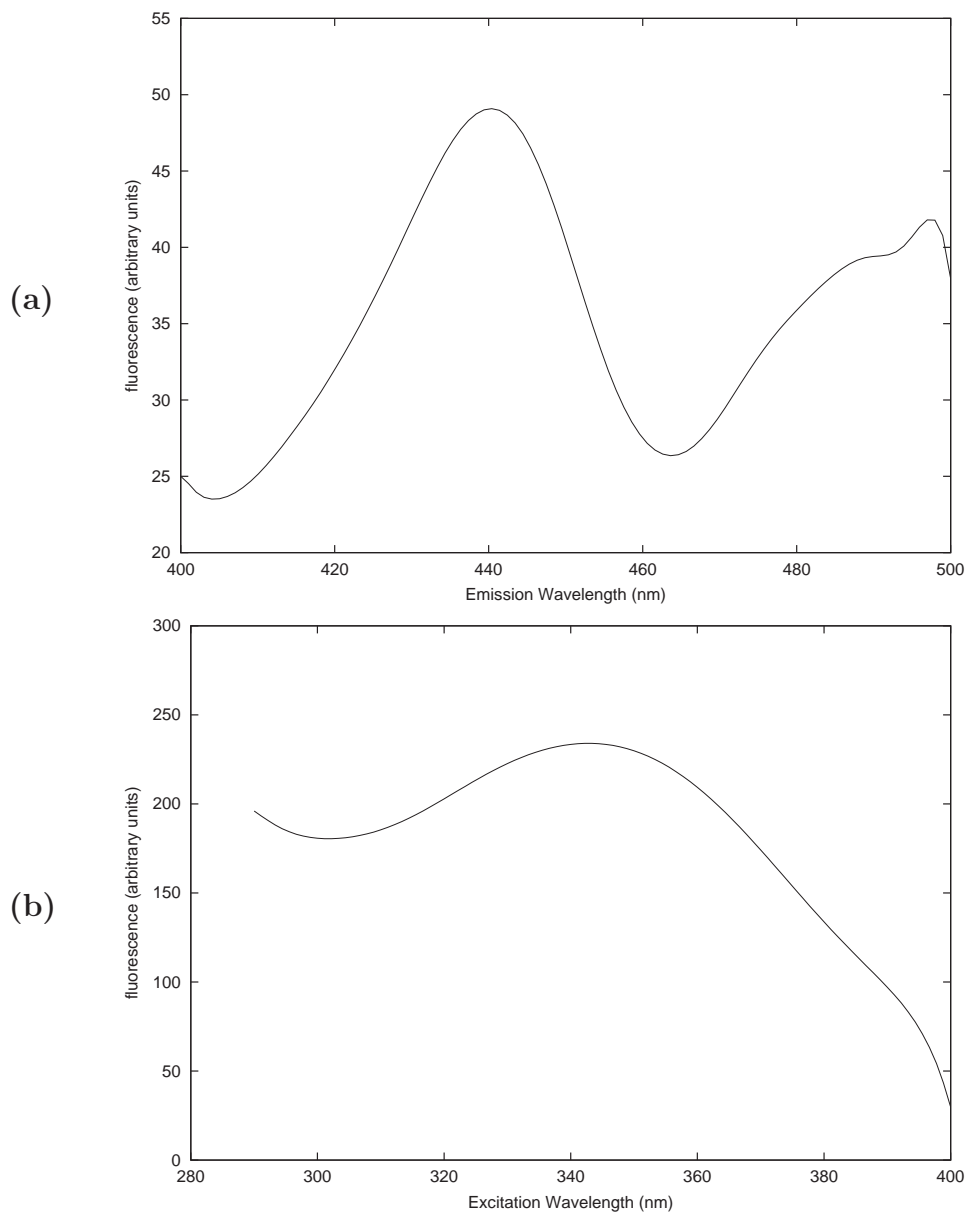 (a)
fluorescence (arbitrary units)
55
50
45
40
35
30
25
20
400 420 440 460 480 500
Emission Wavelength (nm)
(b)
fluorescence (arbitrary units)
300
250
200
150
100
50
0
280 300 320 340 360 380 400
Excitation Wavelength (nm)